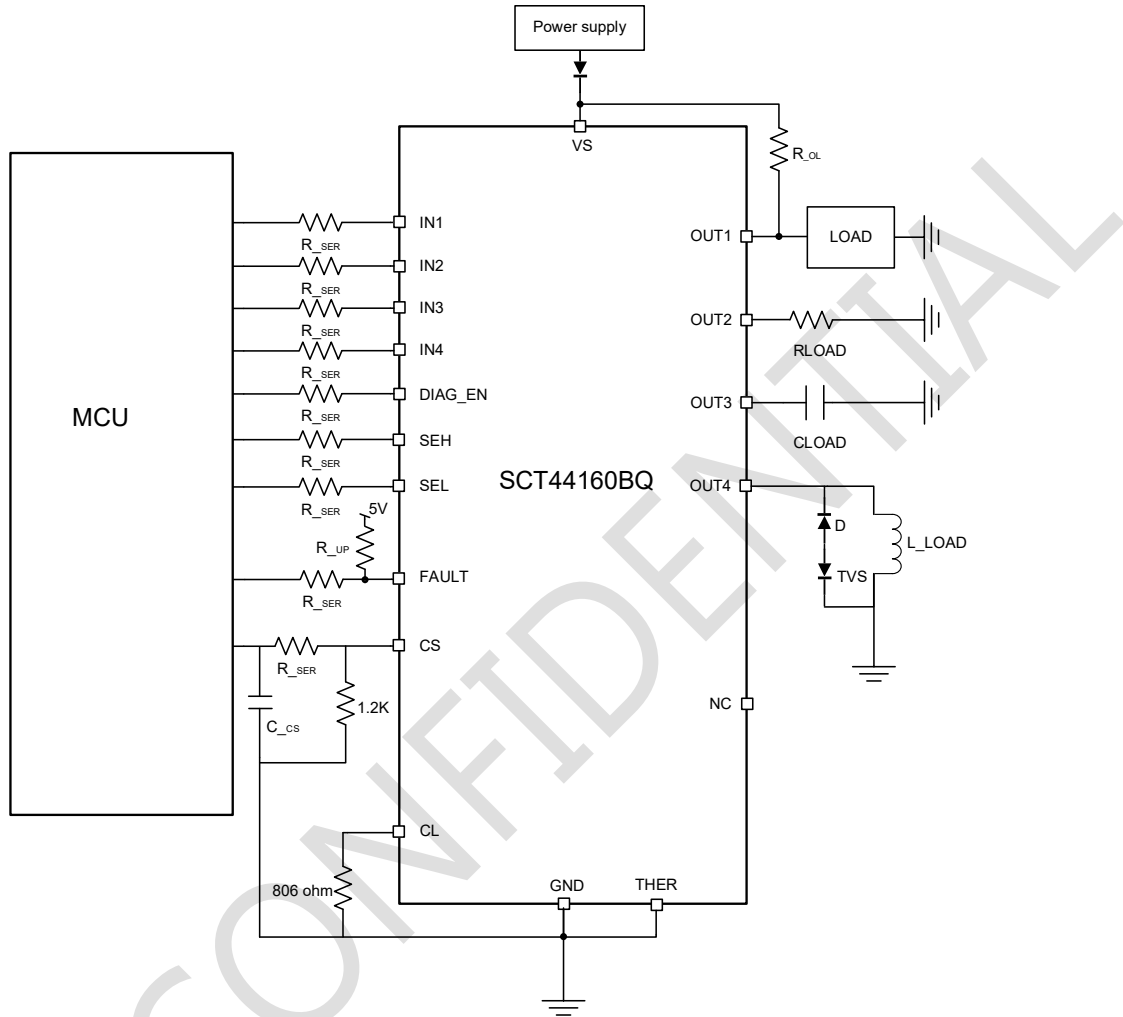 Power supply
VS
R_OL
IN1
R_SER
IN2
R_SER
IN3
R_SER
IN4
R_SER
DIAG_EN
R_SER
SEH
R_SER
SEL
R_SER
5V
R_UP
FAULT
R_SER
CS
R_SER
1.2K
C_CS
CL
806 ohm
MCU
SCT44160BQ
OUT1
LOAD
OUT2
RLOAD
OUT3
CLOAD
OUT4
D
L_LOAD
TVS
NC
GND
THER
CONFIDENTIAL